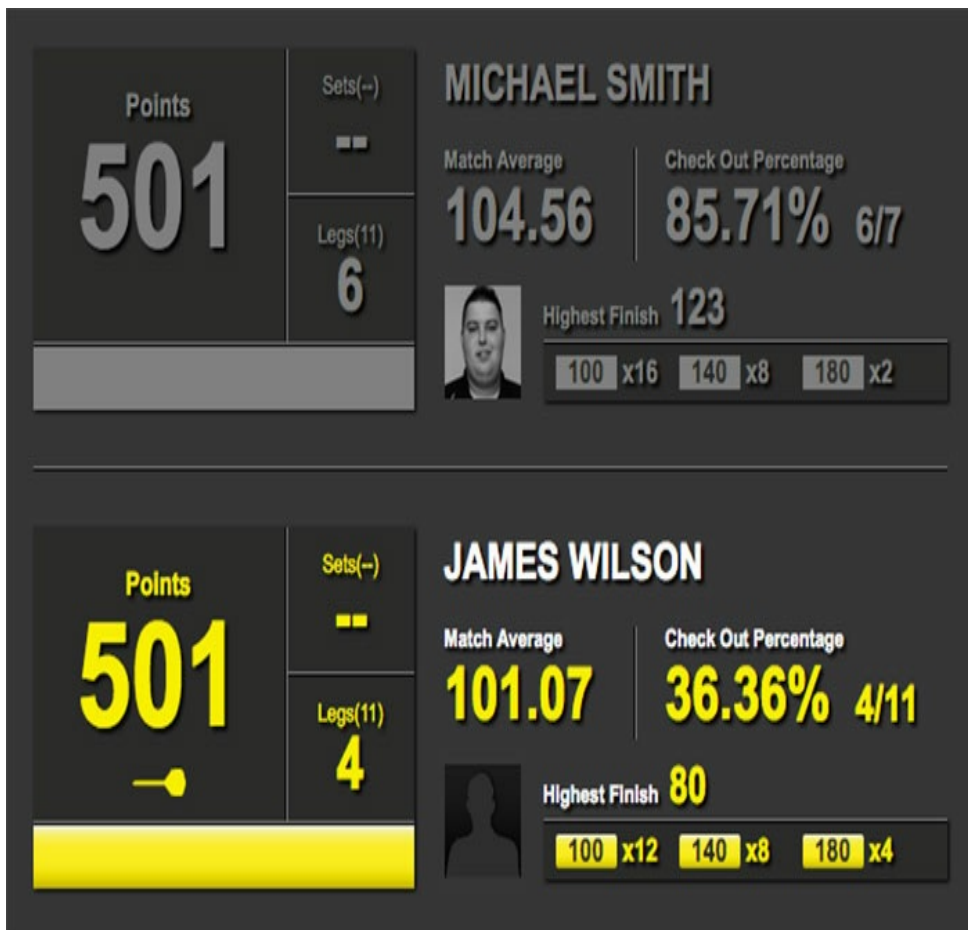 MICHAEL SMITH
Points
501
Sets(--)
--
Legs(11)
6
Match Average
104.56
Check Out Percentage
85.71% 6/7
Highest Finish 123
100 x16 140 x8 180 x2
JAMES WILSON
Points
501
Sets(--)
--
Legs(11)
4
Match Average
101.07
Check Out Percentage
36.36% 4/11
Highest Finish 80
100 x12 140 x8 180 x4